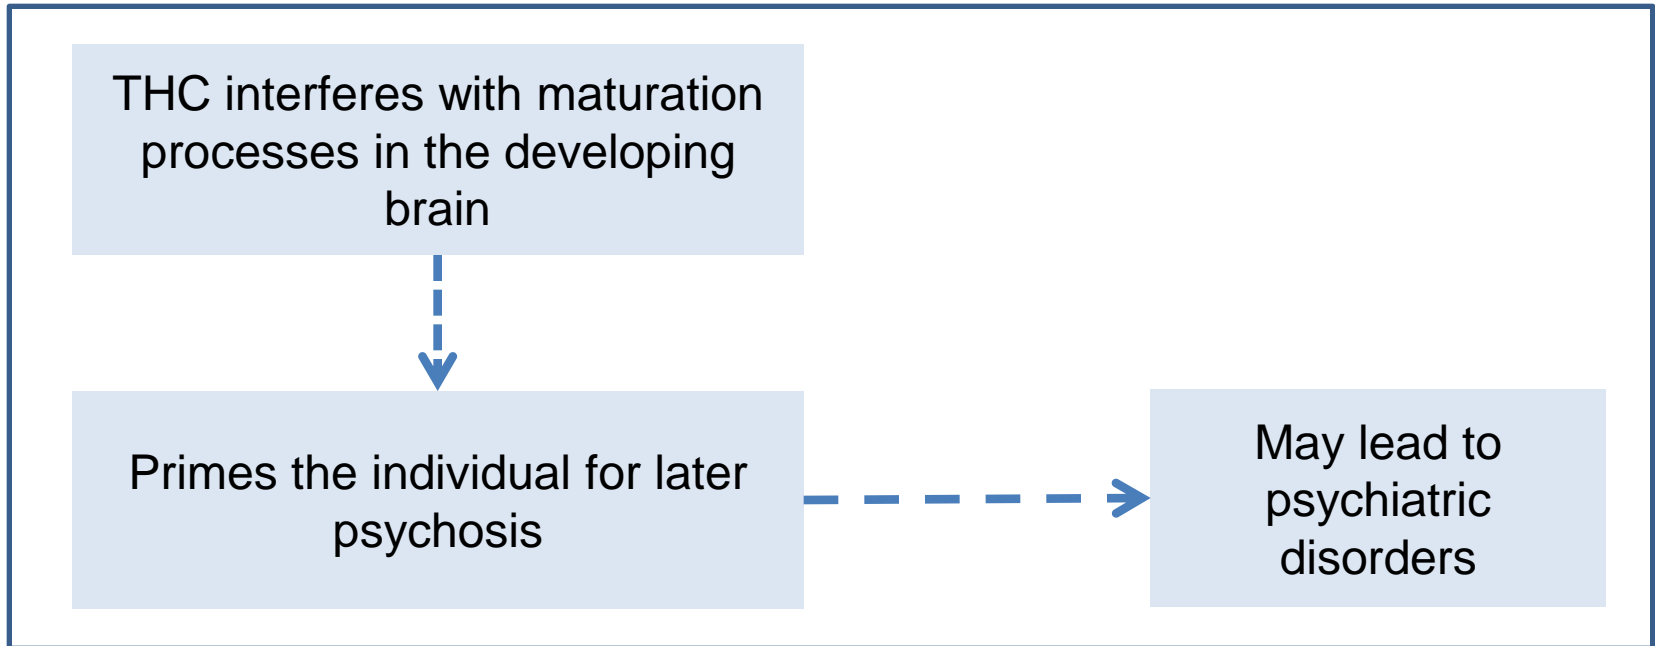 THC interferes with maturation
processes in the developing
brain
Primes the individual for later
psychosis
May lead to
psychiatric
disorders